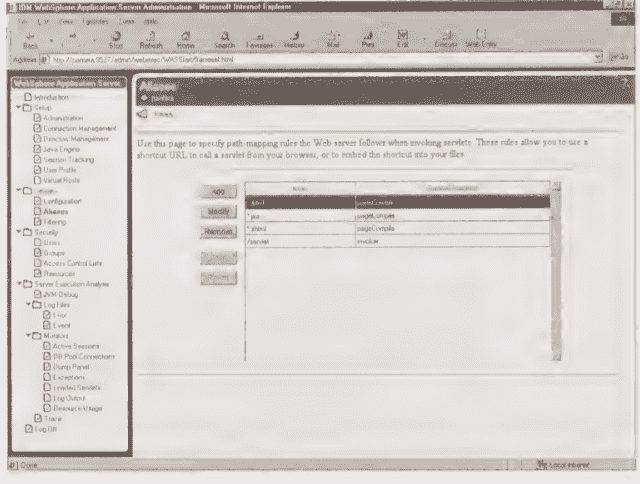 IBM WebSphere Application Server Administration - Microsoft Internet Explorer
Back Stop Refresh Home Search Favorites History Mail Print Edit Discuss
Address
WebSphere Application Server
Introduction
Setup
Administration
Connection Management
Directory Management
Java Engine
Session Tracking
User Profile
Virtual Hosts
Servlets
Configuration
Aliases
Filtering
Security
Users
Groups
Access Control Lists
Resources
Server Execution Analysis
JVM Debug
Log Files
Error
Event
Monitors
Active Sessions
DB Pool Connections
Dump Panel
Exceptions
Loaded Servlets
Log Output
Resource Usage
Trace
Log Off
Aliases
Use this page to specify path-mapping rules the Web server follows when invoking servlets. These rules allow you to use a
shortcut URL to call a servlet from your browser, or to embed the shortcut into your files.
Add
Modify
Remove
pageCompile
pageCompile
/servlet invoker
Done
Local intranet